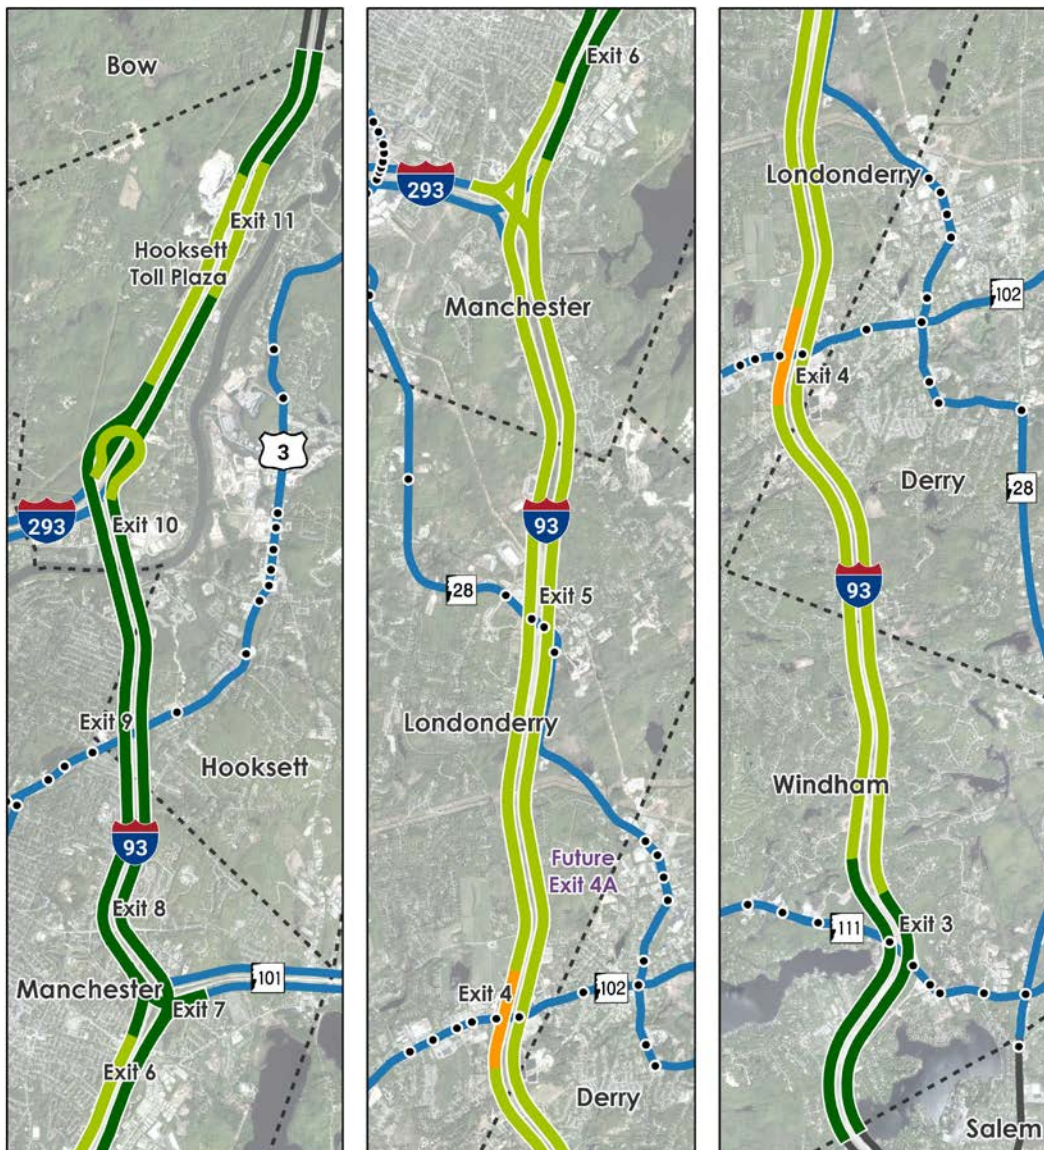 Bow
Exit 11
Hooksett
Toll Plaza
3
293
Exit 10
Exit 9
Hooksett
93
Exit 8
Manchester
101
Exit 7
Exit 6
Exit 6
293
Manchester
93
28
Exit 5
Londonderry
Future
Exit 4A
Exit 4
102
Derry
Londonderry
102
Exit 4
Derry
28
93
Windham
111
Exit 3
Salem